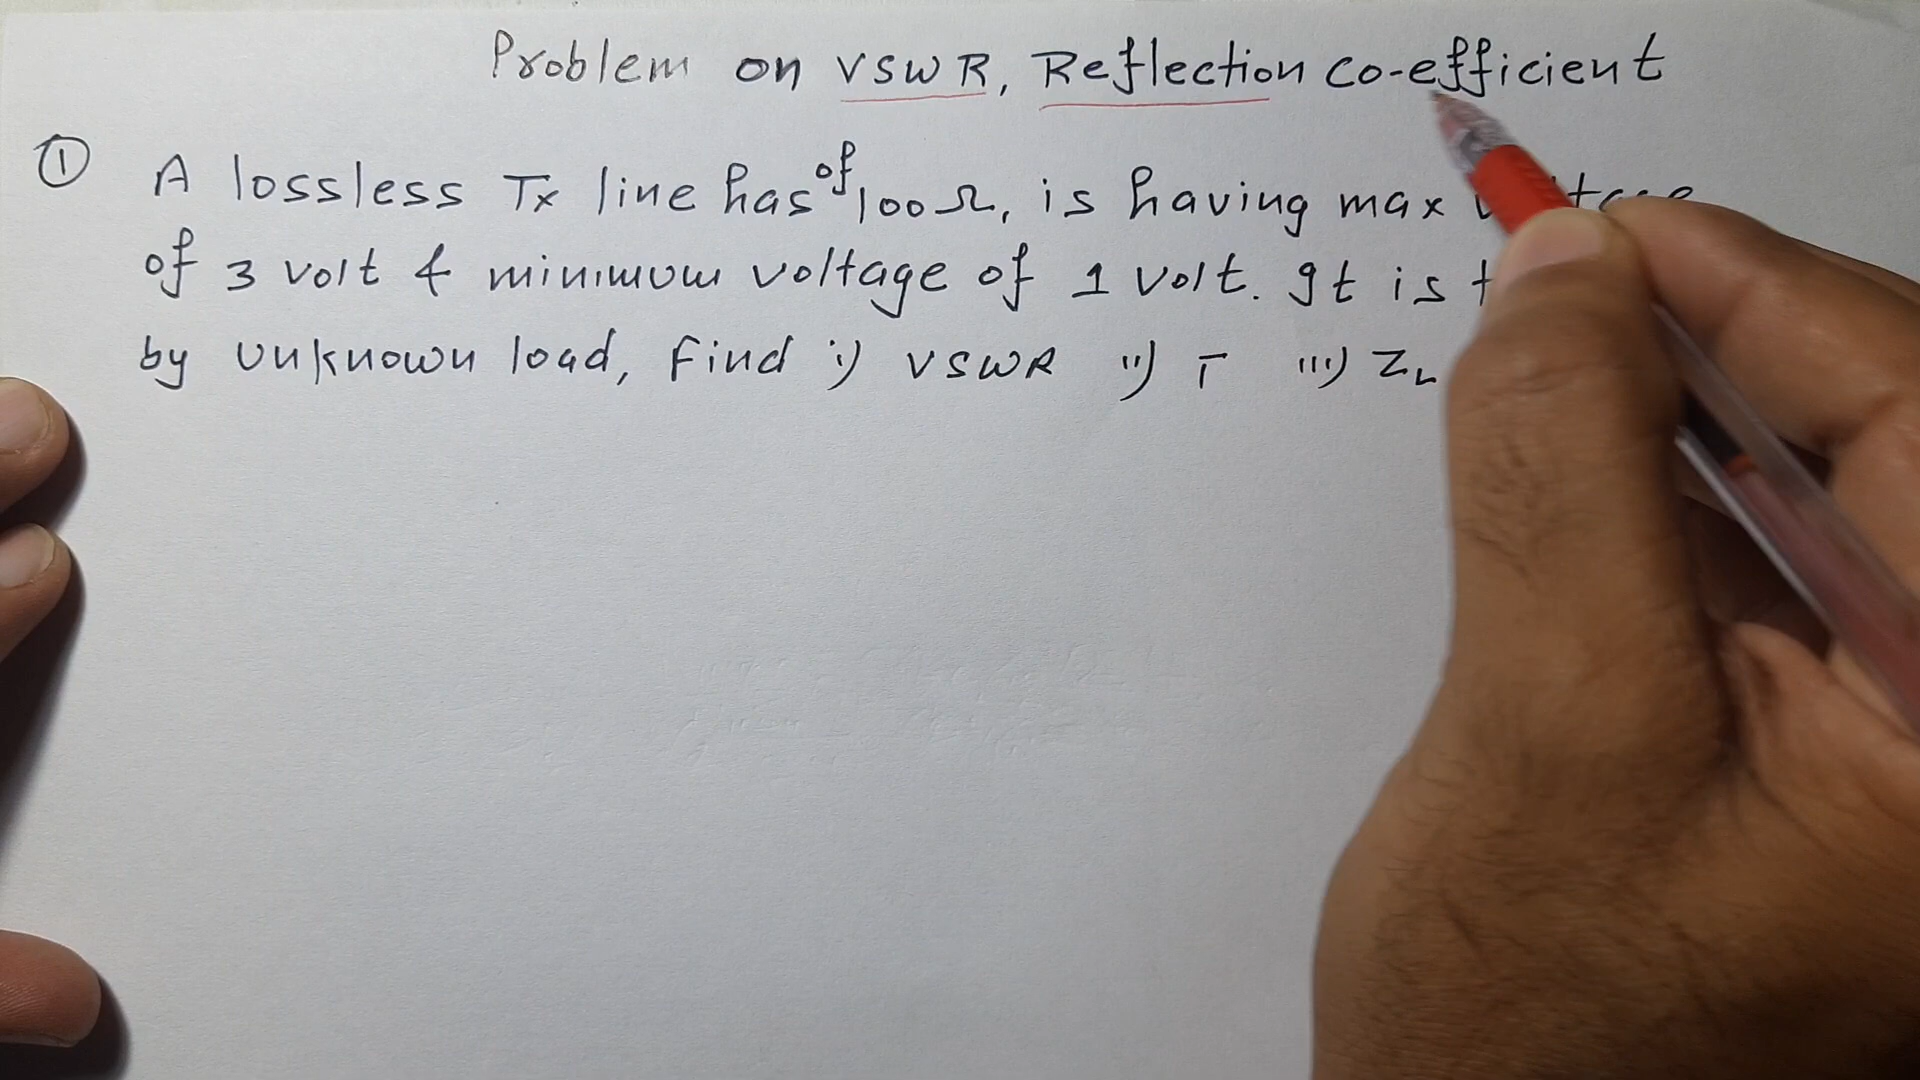 Problem on VSWR, Reflection co-efficient
① A lossless Tx line has of 100Ω, is having max
of 3 volt & minimum voltage of 1 volt. It is
by unknown load, Find i) VSWR ii) Γ iii) ZL